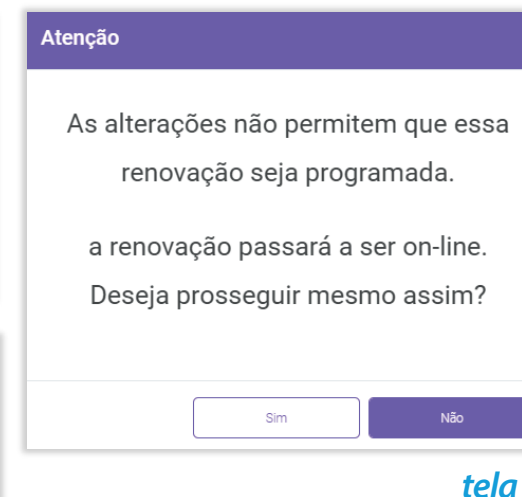 Atenção
As alterações não permitem que essa
renovação seja programada.
a renovação passará a ser on-line.
Deseja prosseguir mesmo assim?
Sim
Não
tela